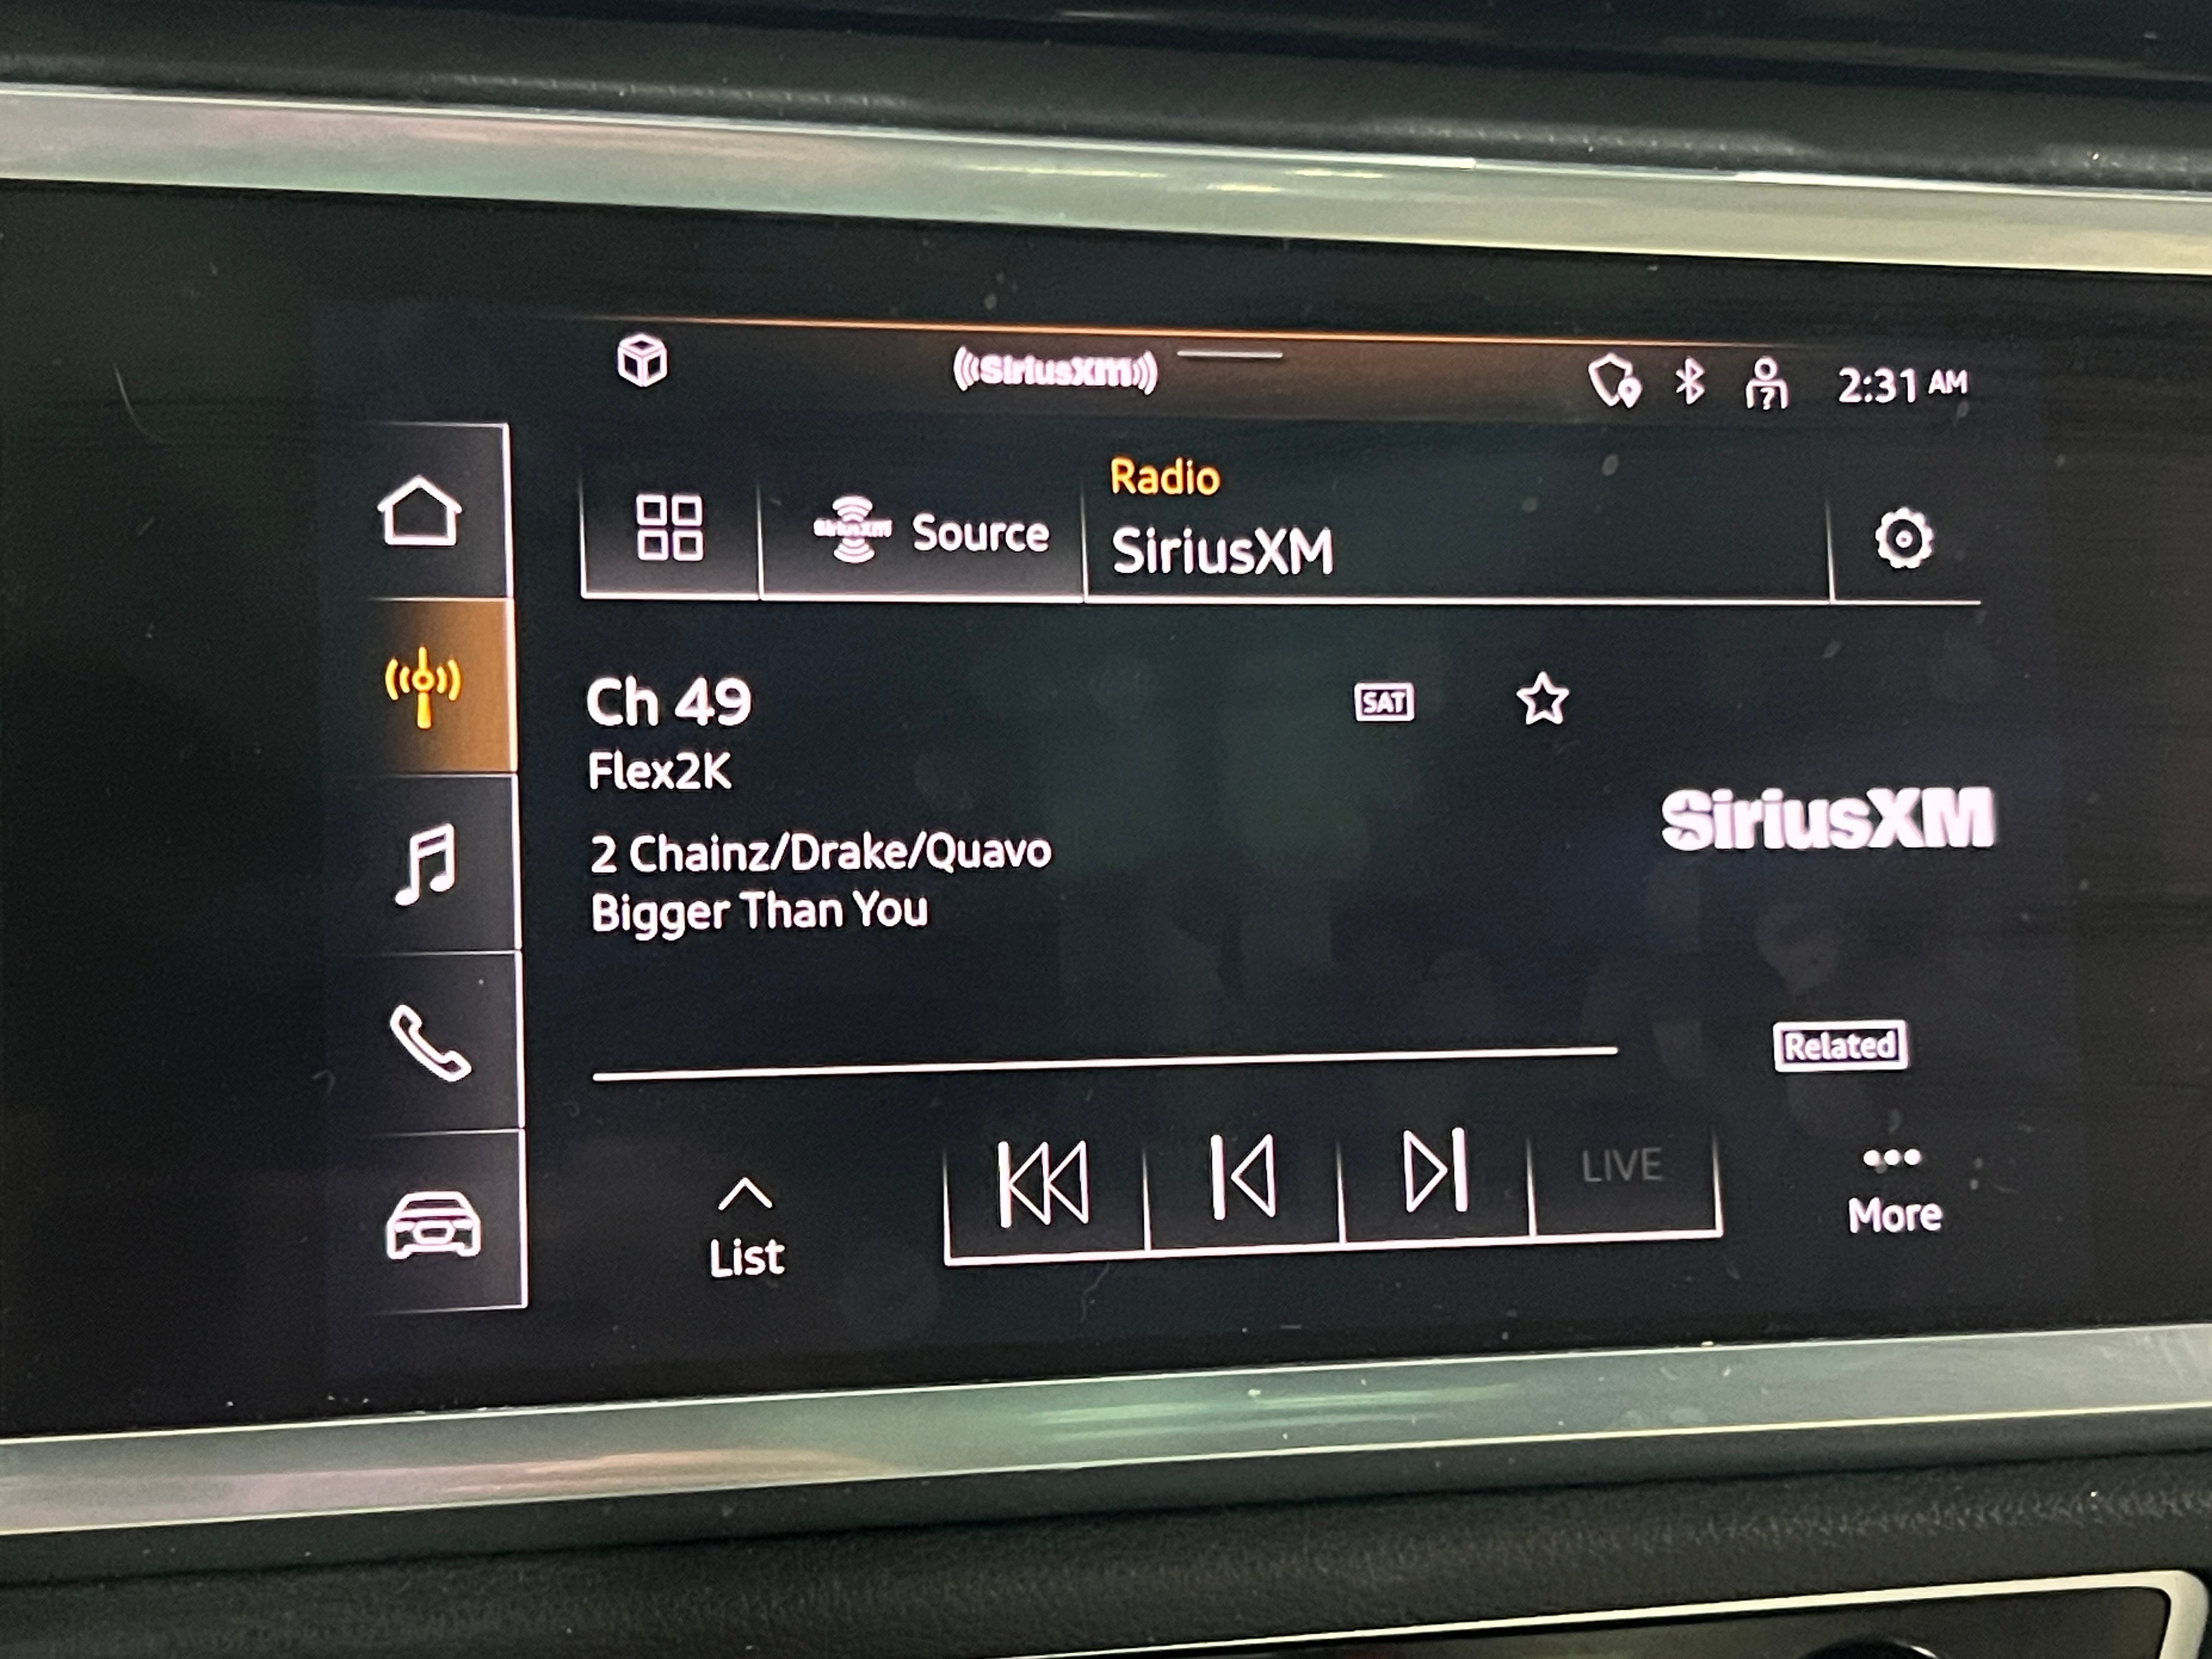 SiriusXM
2:31 AM
Radio
SiriusXM Source
SiriusXM
Ch 49
SAT
Flex2K
2 Chainz/Drake/Quavo
Bigger Than You
SiriusXM
Related
LIVE
List
More